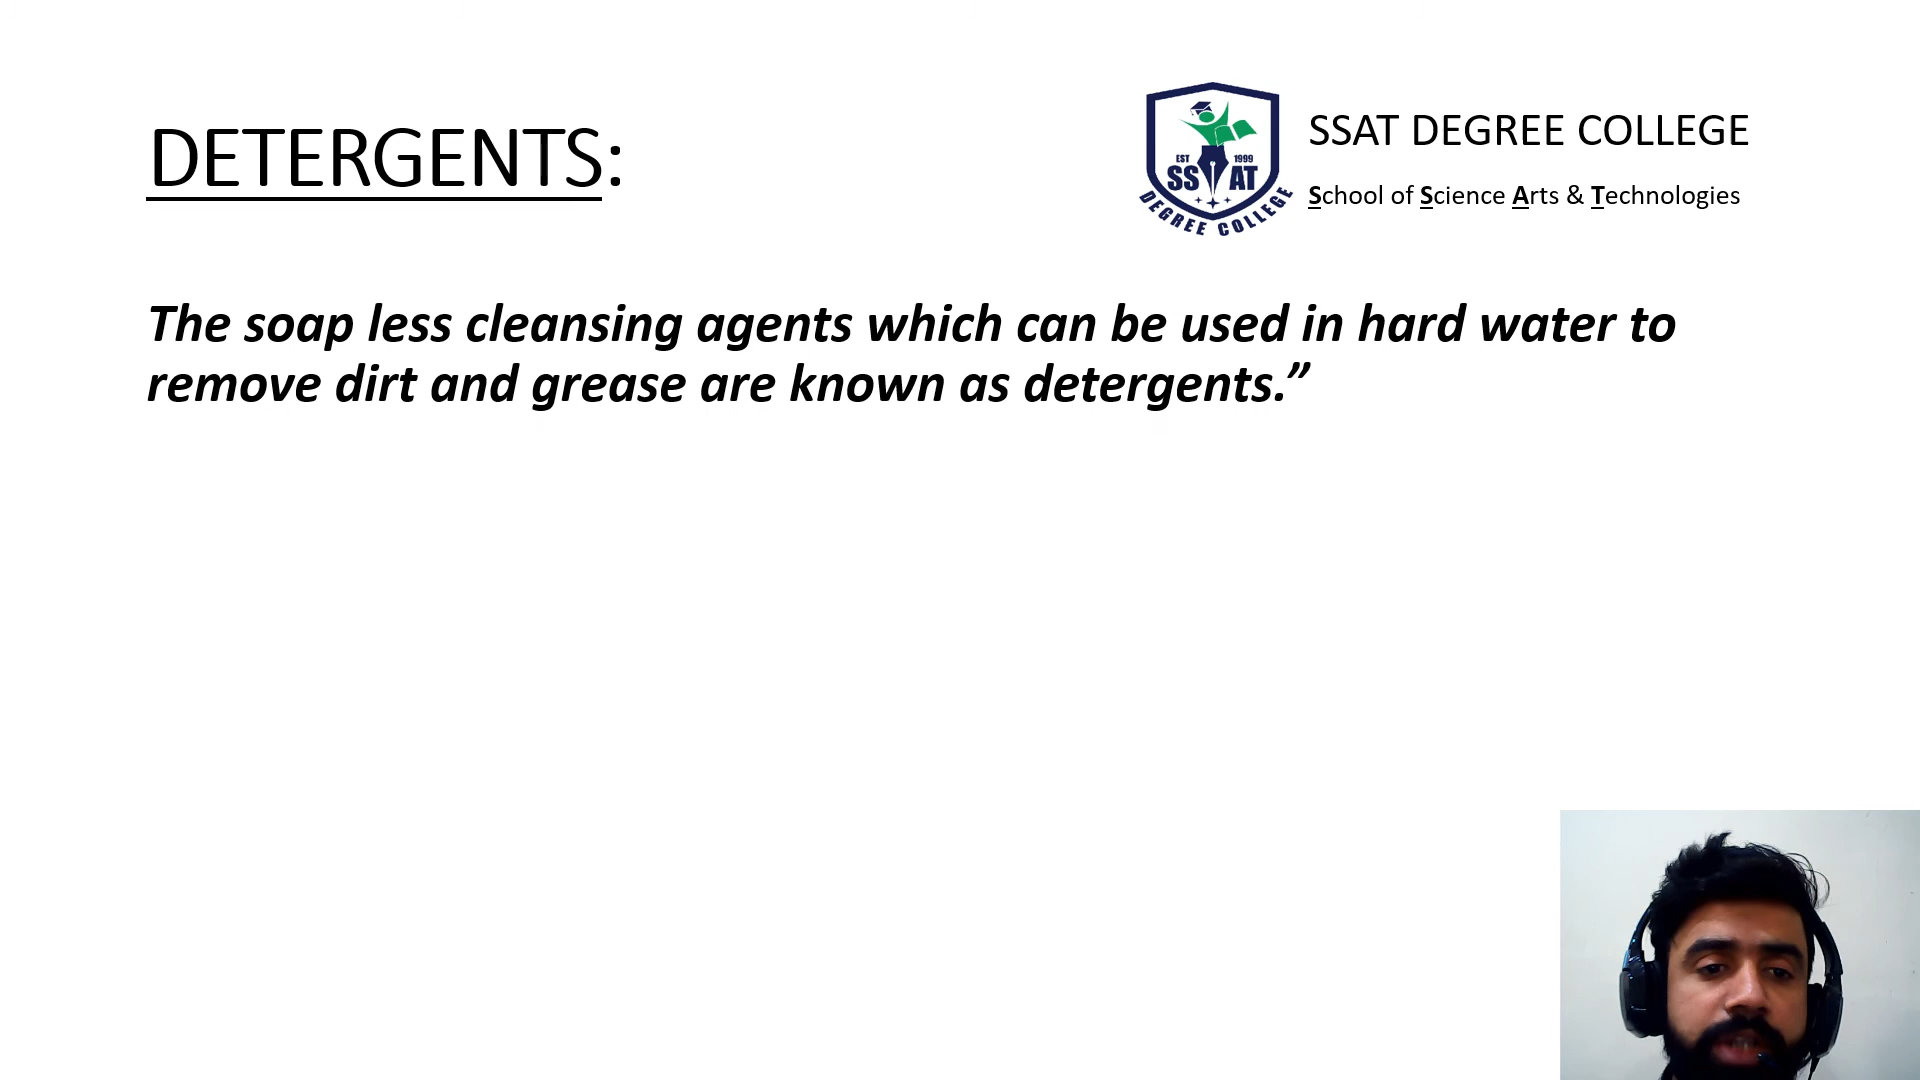 DETERGENTS:
EST 1999
SS AT
DEGREE COLLEGE
SSAT DEGREE COLLEGE
School of Science Arts & Technologies
The soap less cleansing agents which can be used in hard water to
remove dirt and grease are known as detergents.”